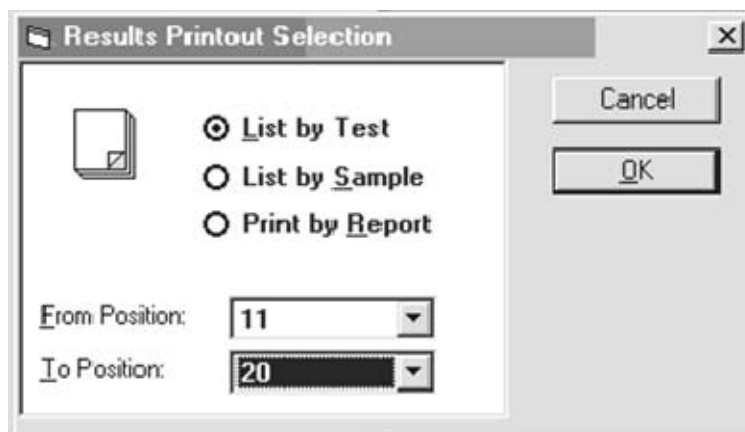 Results Printout Selection
List by Test
List by Sample
Print by Report
From Position: 11
To Position: 20
Cancel
OK